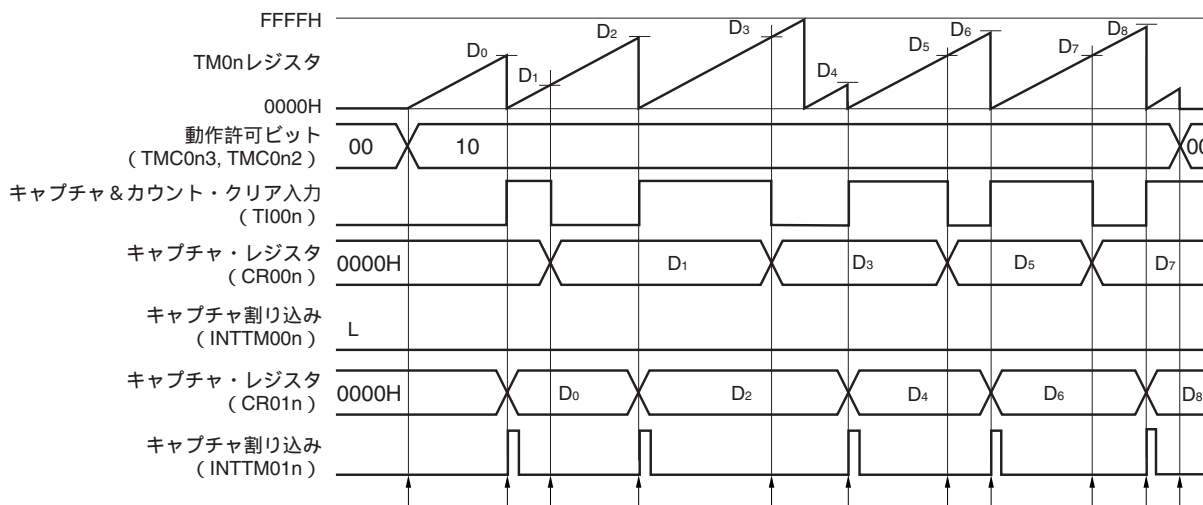 FFFFH
D0 D1 D2 D3 D4 D5 D6 D7 D8
TM0nレジスタ
0000H
動作許可ビット
(TMC0n3, TMC0n2)
00 10 00
キャプチャ&カウント・クリア入力
(TI00n)
キャプチャ・レジスタ
(CR00n)
0000H D1 D3 D5 D7
キャプチャ割り込み
(INTTM00n)
L
キャプチャ・レジスタ
(CR01n)
0000H D0 D2 D4 D6 D8
キャプチャ割り込み
(INTTM01n)